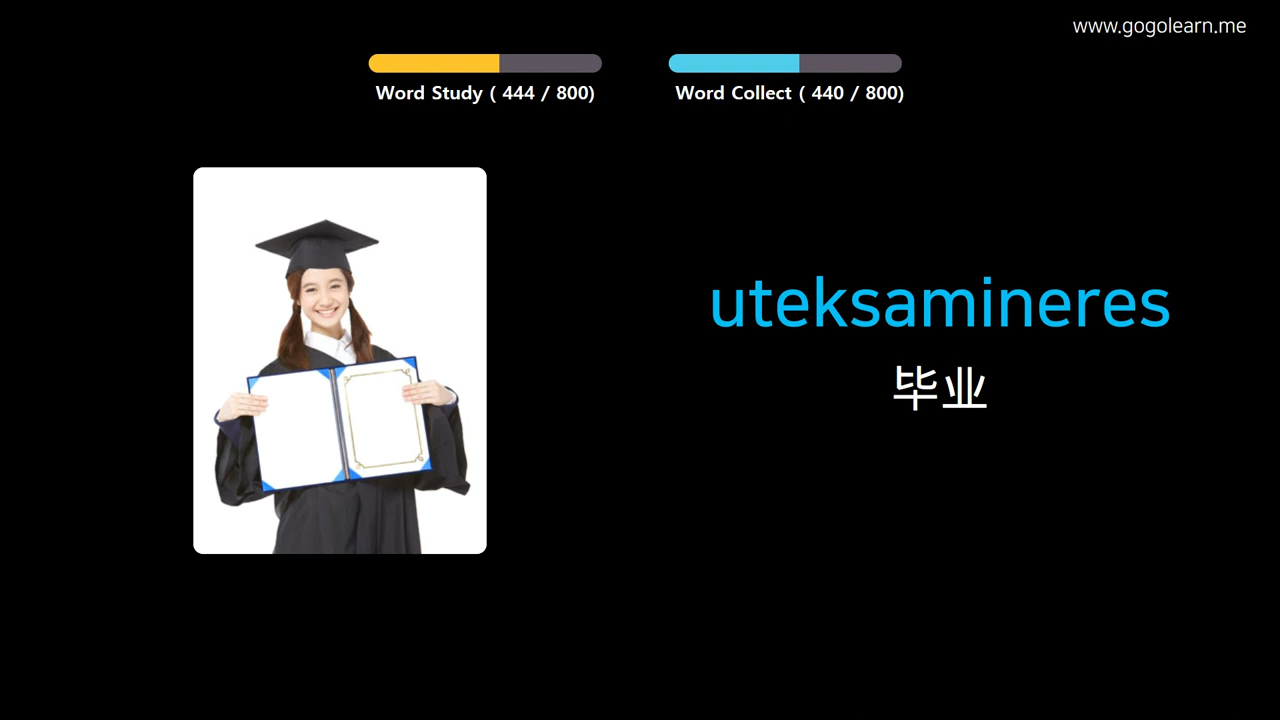 www.gogolearn.me
Word Study ( 444 / 800)
Word Collect ( 440 / 800)
uteksamineres
毕业